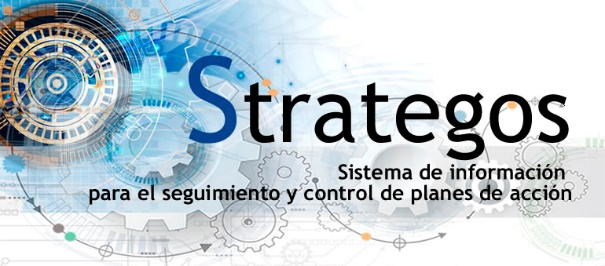 Strategos
Sistema de información
para el seguimiento y control de planes de acción